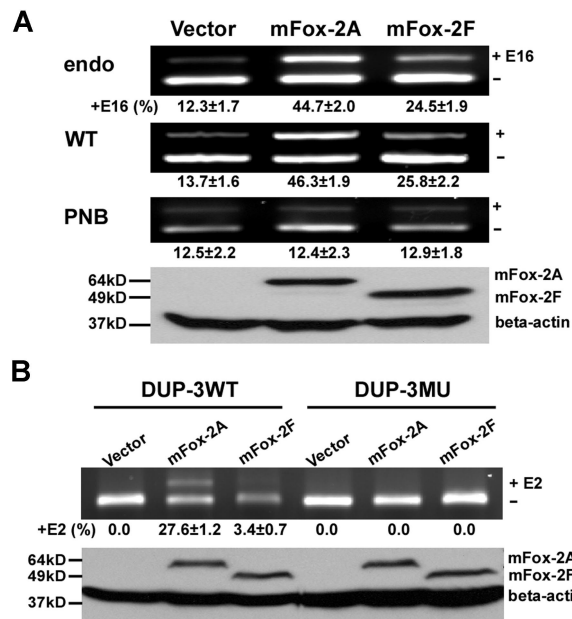 A
Vector mFox-2A mFox-2F
endo + E16
−
+E16 (%) 12.3±1.7 44.7±2.0 24.5±1.9
WT +
−
13.7±1.6 46.3±1.9 25.8±2.2
PNB +
−
12.5±2.2 12.4±2.3 12.9±1.8
64kD mFox-2A
49kD mFox-2F
37kD beta-actin
B
DUP-3WT DUP-3MU
Vector mFox-2A mFox-2F Vector mFox-2A mFox-2F
+ E2
−
+E2 (%) 0.0 27.6±1.2 3.4±0.7 0.0 0.0 0.0
64kD mFox-2A
49kD mFox-2F
37kD beta-actin